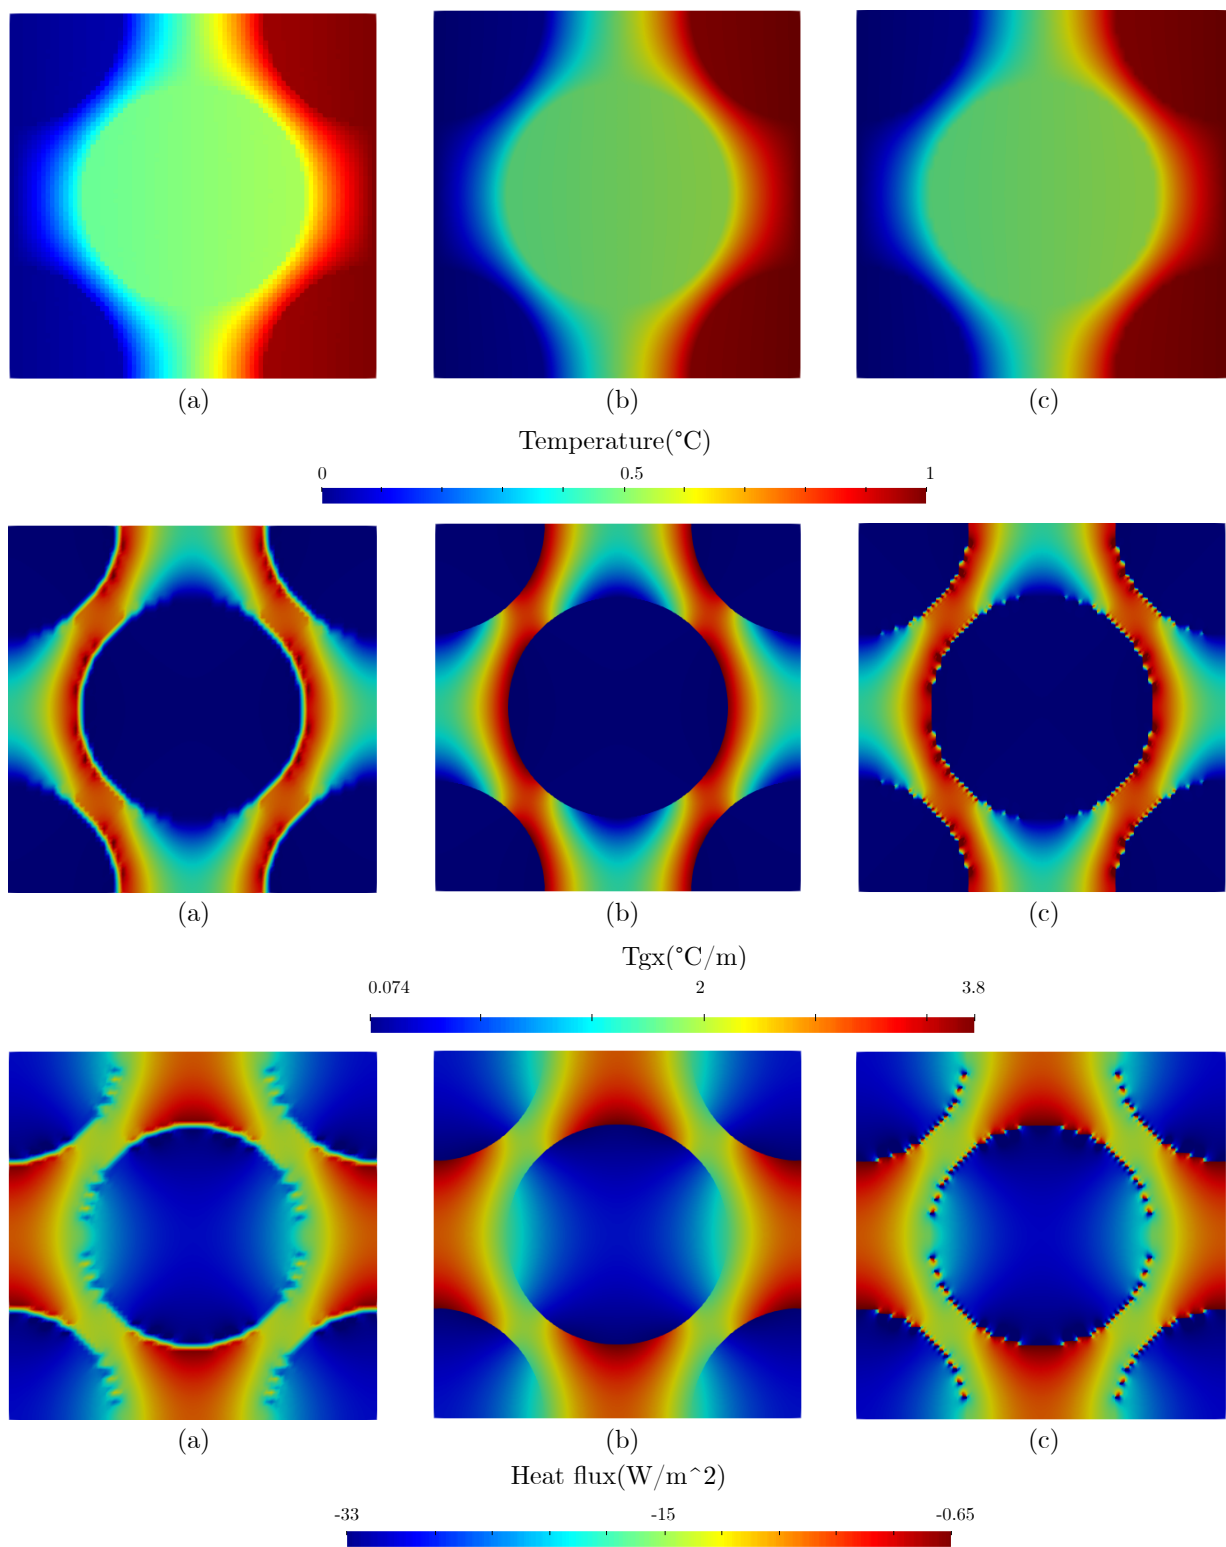 (a) (b) (c)
Temperature(°C)
0 0.5 1
(a) (b) (c)
Tgx(°C/m)
0.074 2 3.8
(a) (b) (c)
Heat flux(W/m^2)
-33 -15 -0.65